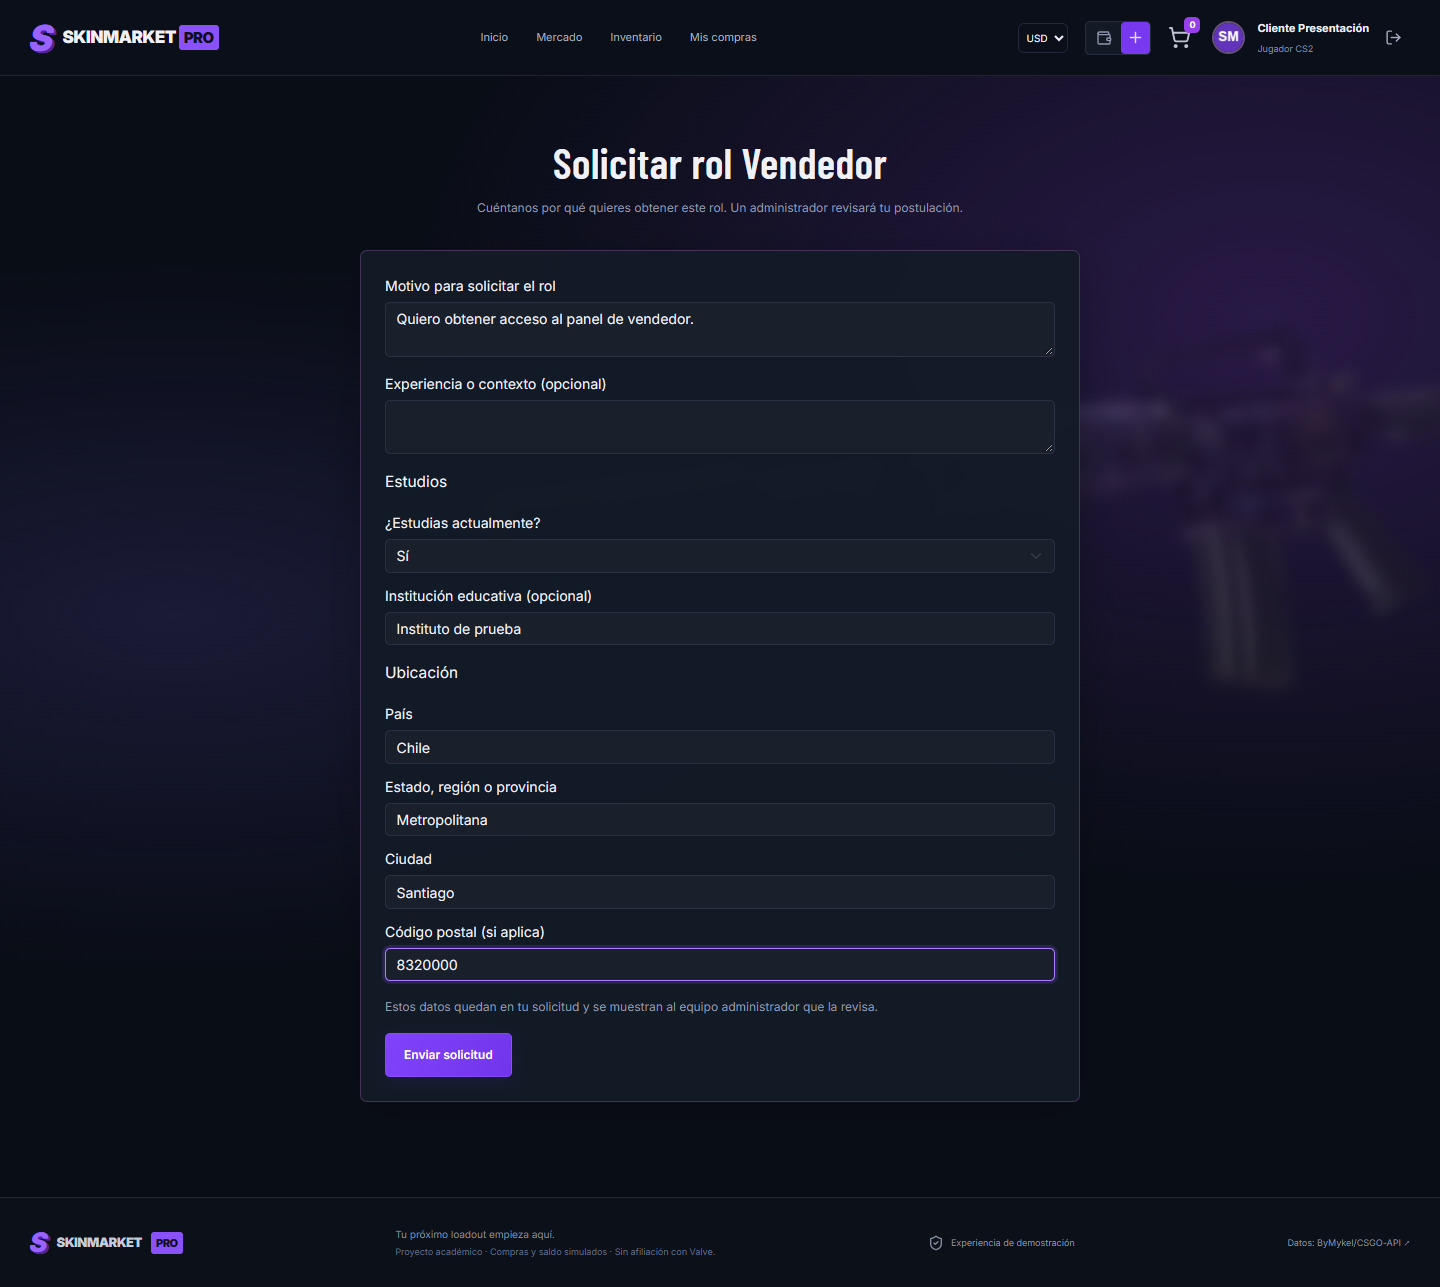 SKINMARKET PRO
Inicio
Mercado
Inventario
Mis compras
USD
0
SM
Cliente Presentación
Jugador CS2
Solicitar rol Vendedor
Cuéntanos por qué quieres obtener este rol. Un administrador revisará tu postulación.
Motivo para solicitar el rol
Quiero obtener acceso al panel de vendedor.
Experiencia o contexto (opcional)
Estudios
¿Estudias actualmente?
Sí
Institución educativa (opcional)
Instituto de prueba
Ubicación
País
Chile
Estado, región o provincia
Metropolitana
Ciudad
Santiago
Código postal (si aplica)
8320000
Estos datos quedan en tu solicitud y se muestran al equipo administrador que la revisa.
Enviar solicitud
SKINMARKET PRO
Tu próximo loadout empieza aquí.
Proyecto académico · Compras y saldo simulados · Sin afiliación con Valve.
Experiencia de demostración
Datos: ByMykel/CSGO-API ↗